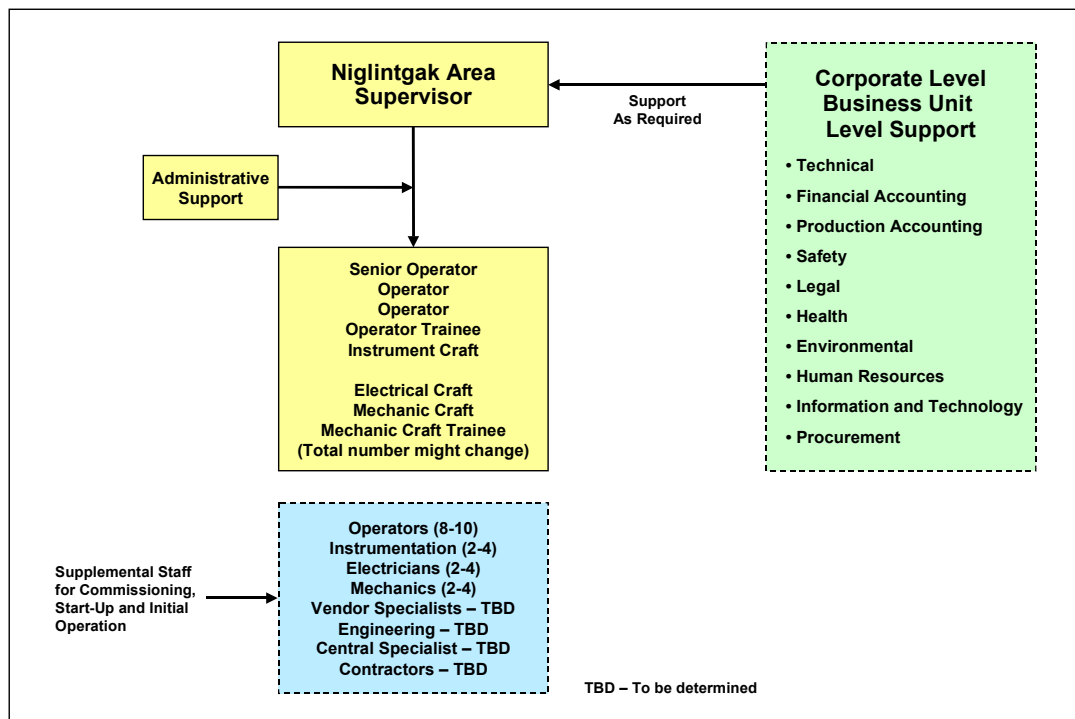 Niglintgak Area
Supervisor
Support
As Required
Corporate Level
Business Unit
Level Support
• Technical
• Financial Accounting
• Production Accounting
• Safety
• Legal
• Health
• Environmental
• Human Resources
• Information and Technology
• Procurement
Administrative
Support
Senior Operator
Operator
Operator
Operator Trainee
Instrument Craft
Electrical Craft
Mechanic Craft
Mechanic Craft Trainee
(Total number might change)
Supplemental Staff
for Commissioning,
Start-Up and Initial
Operation
Operators (8-10)
Instrumentation (2-4)
Electricians (2-4)
Mechanics (2-4)
Vendor Specialists – TBD
Engineering – TBD
Central Specialist – TBD
Contractors – TBD
TBD – To be determined